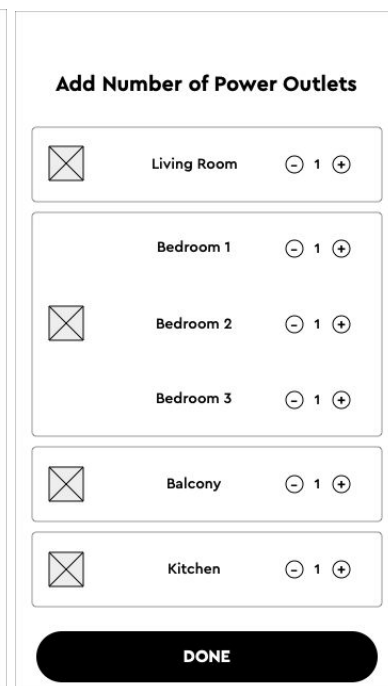 Add Number of Power Outlets
Living Room - 1 +
Bedroom 1 - 1 +
Bedroom 2 - 1 +
Bedroom 3 - 1 +
Balcony - 1 +
Kitchen - 1 +
DONE